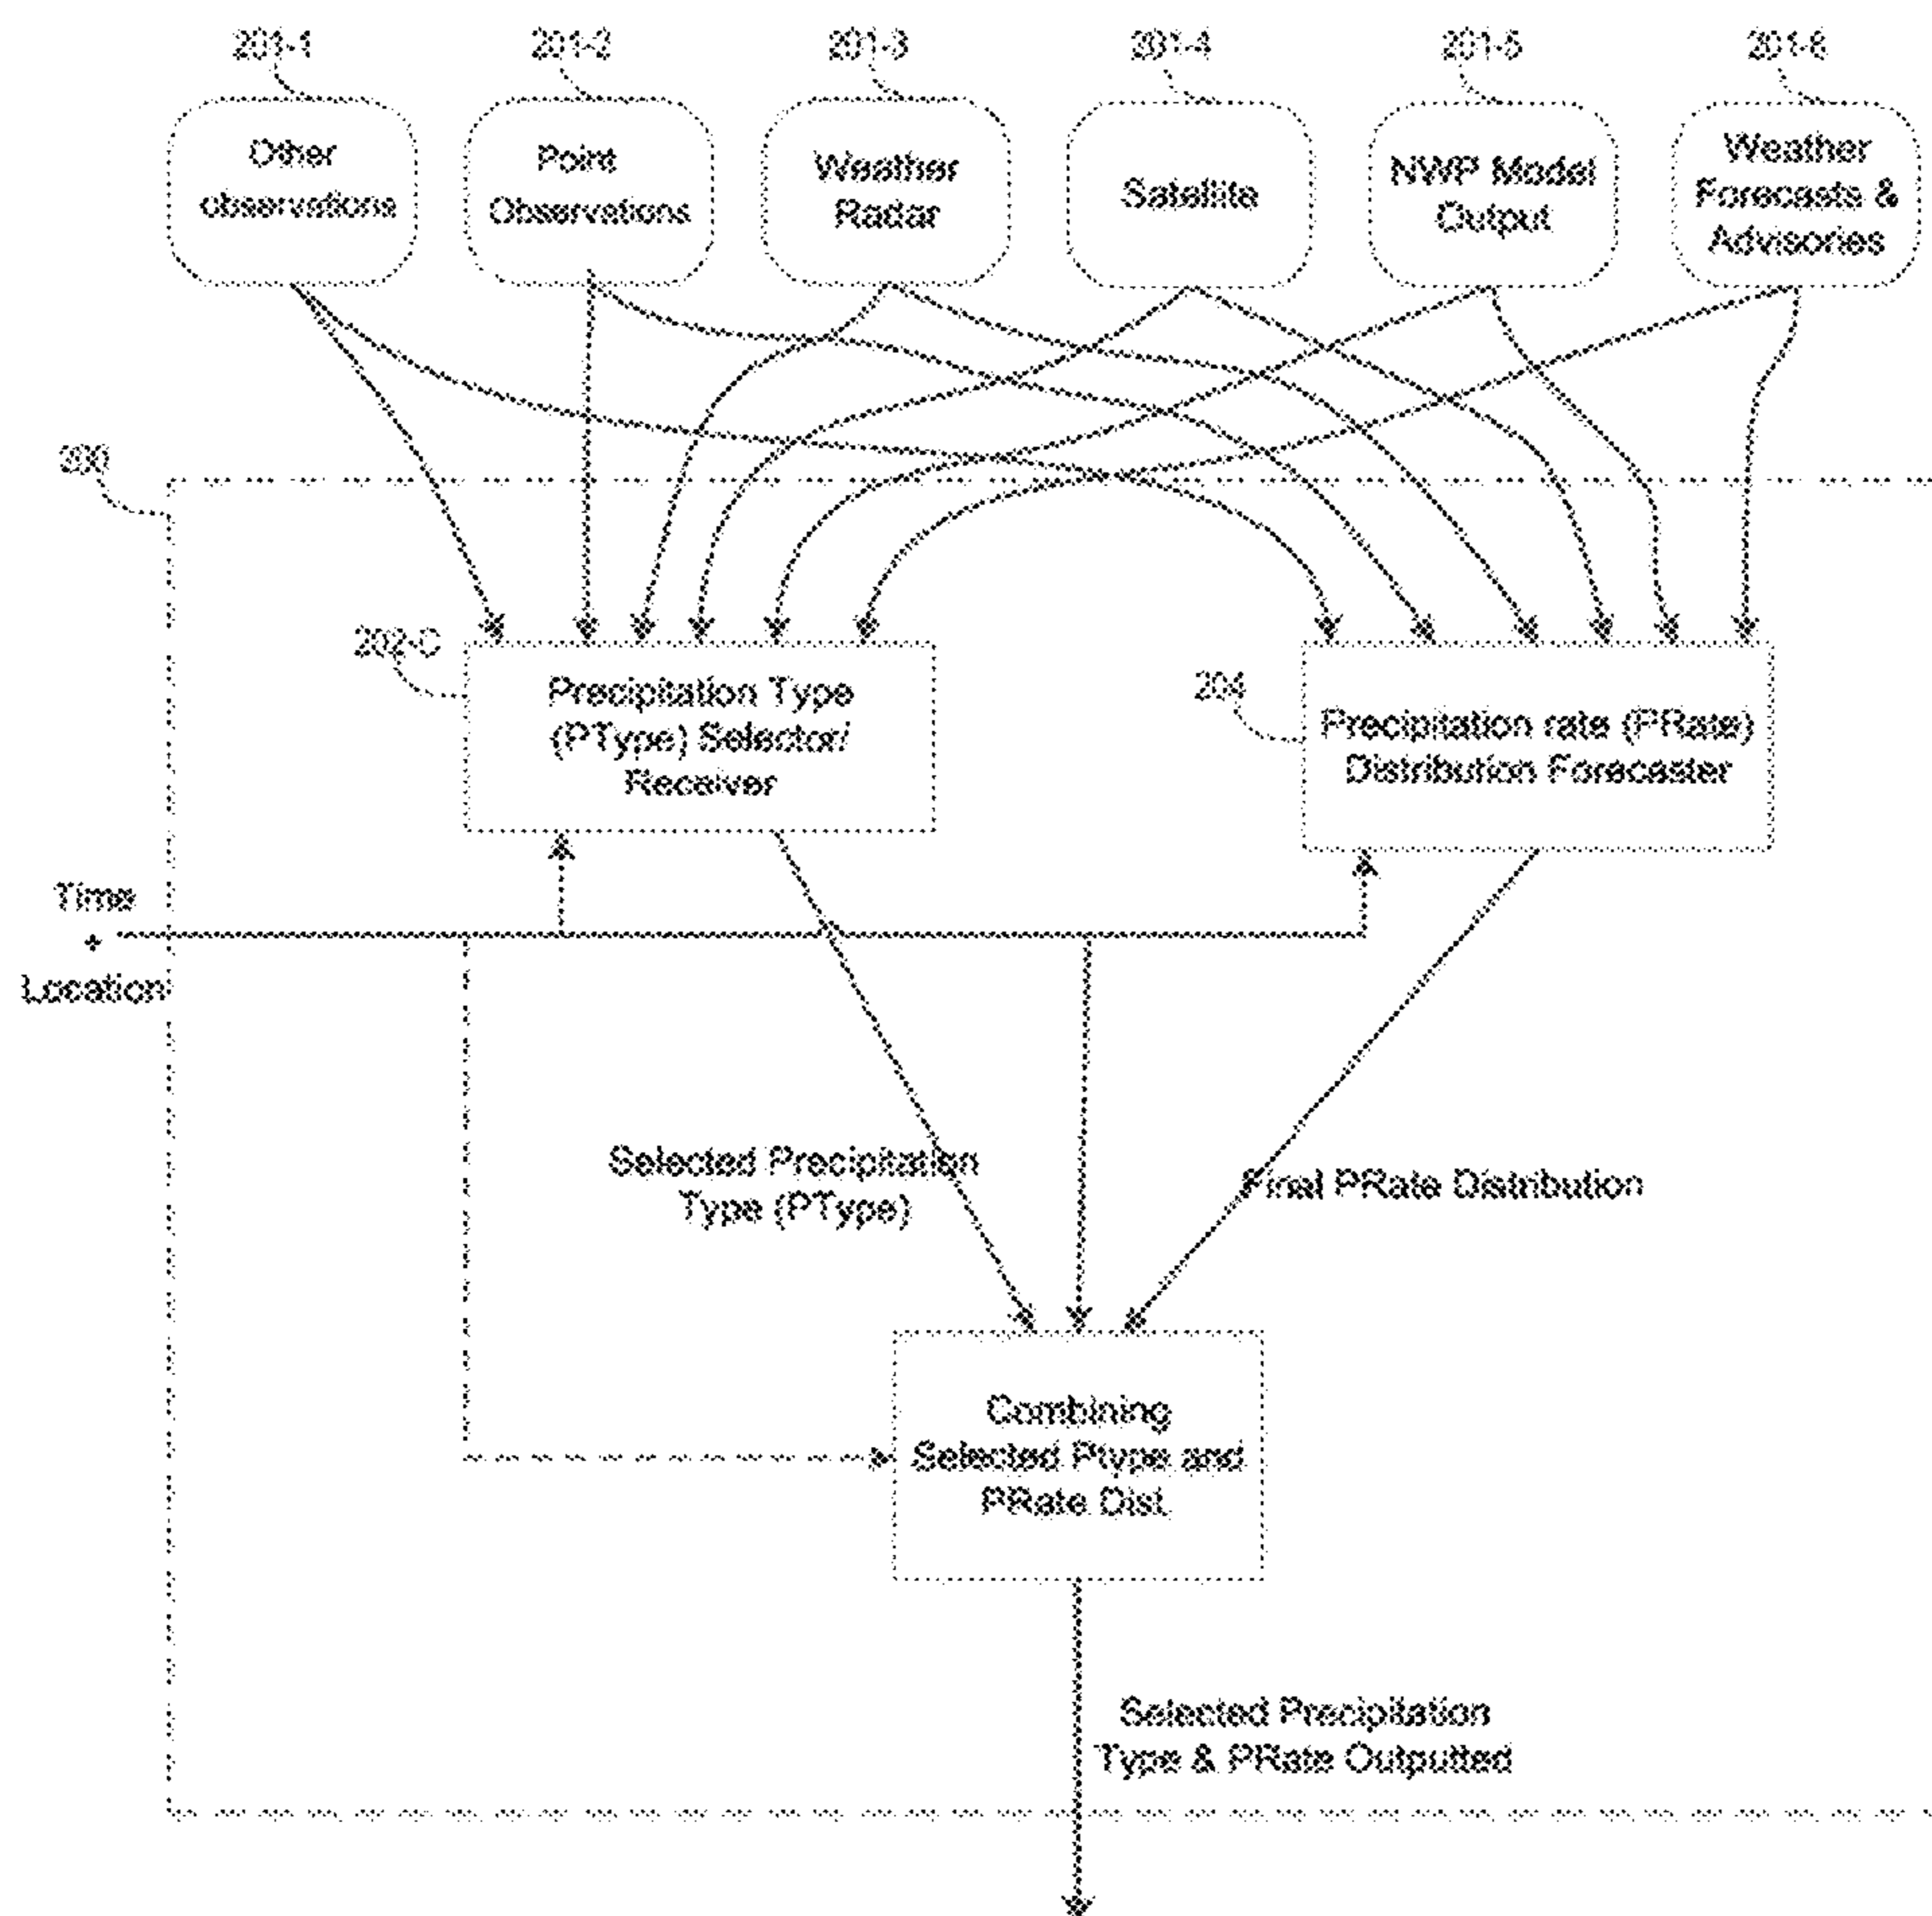 201-1
201-2
201-3
201-4
201-5
201-6
Other
observations
Point
Observations
Weather
Radar
Satellite
NWP Model
Output
Weather
Forecasts &
Advisories
200
202-C
Precipitation Type
(PType) Selector/
Receiver
204
Precipitation rate (PRate)
Distribution Forecaster
Time
+
Location
Selected Precipitation
Type (PType)
Final PRate Distribution
Combining
Selected Ptype and
PRate Dist.
Selected Precipitation
Type & PRate Outputted